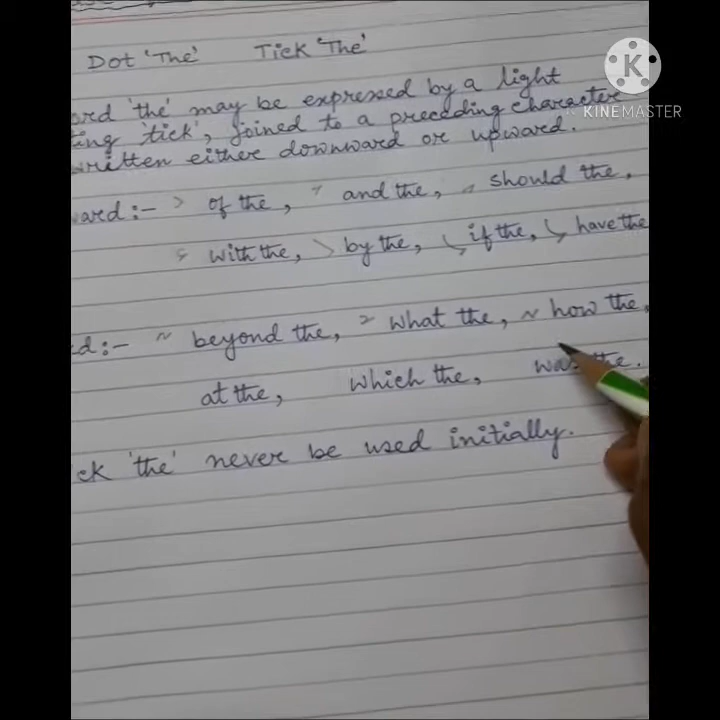 Dot 'The' Tick 'The'
K
KINEMASTER
'the' may be expressed by a light
'tick', joined to a preceding character
written either downward or upward.
:- of the, and the, should the,
with the, by the, if the, have the
:- beyond the, what the, how the,
at the, which the, was the.
'the' never be used initially.